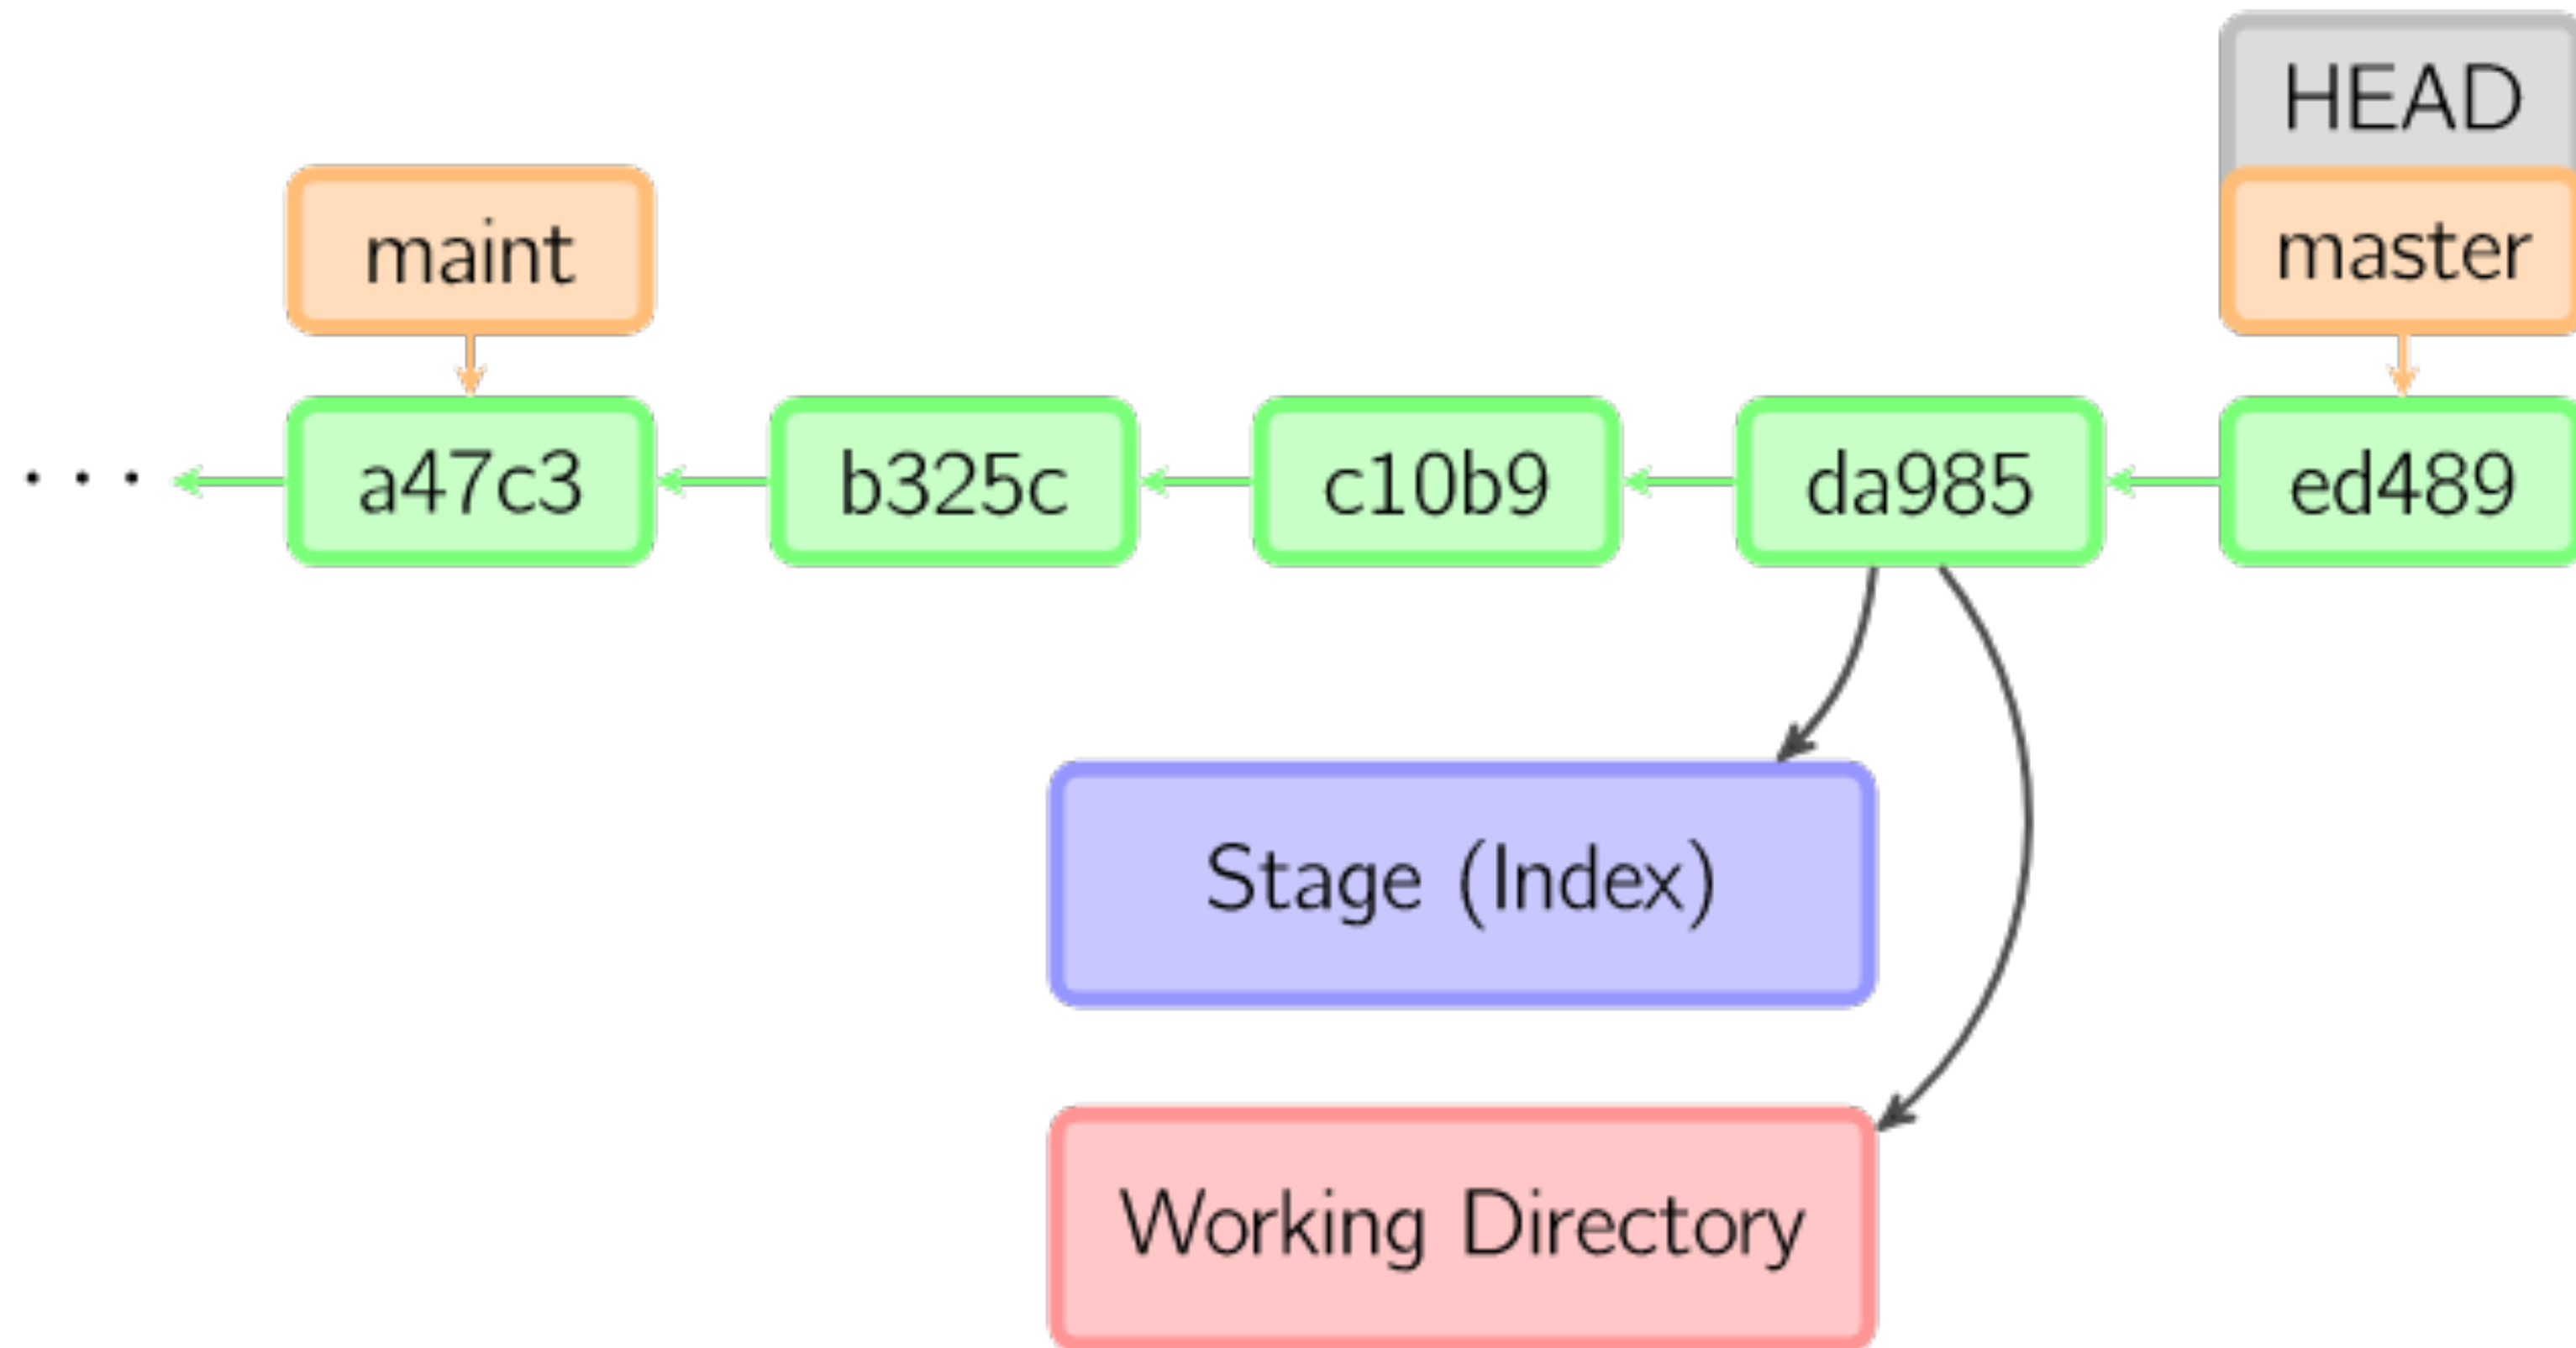 HEAD
maint
master
· · ·
a47c3
b325c
c10b9
da985
ed489
Stage (Index)
Working Directory